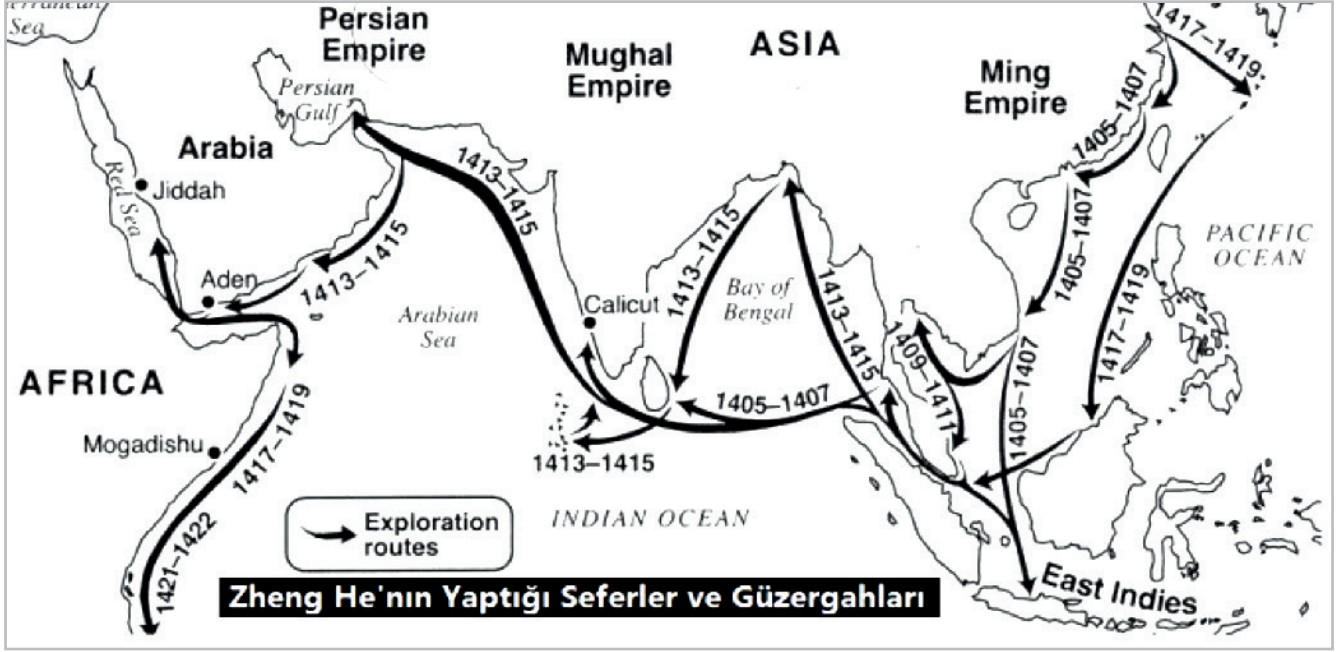 erranean
Sea
Persian
Empire
Persian
Gulf
Mughal
Empire
ASIA
Ming
Empire
1417–1419
1405–1407
Arabia
Red Sea
Jiddah
1413–1415
1413–1415
Aden
Arabian
Sea
Calicut
1413–1415
Bay of
Bengal
1413–1415
1409–1411
1405–1407
1405–1407
1417–1419
PACIFIC
OCEAN
AFRICA
Mogadishu
1417–1419
1421–1422
1405–1407
1413–1415
INDIAN OCEAN
Exploration
routes
East Indies
Zheng He'nın Yaptığı Seferler ve Güzergahları